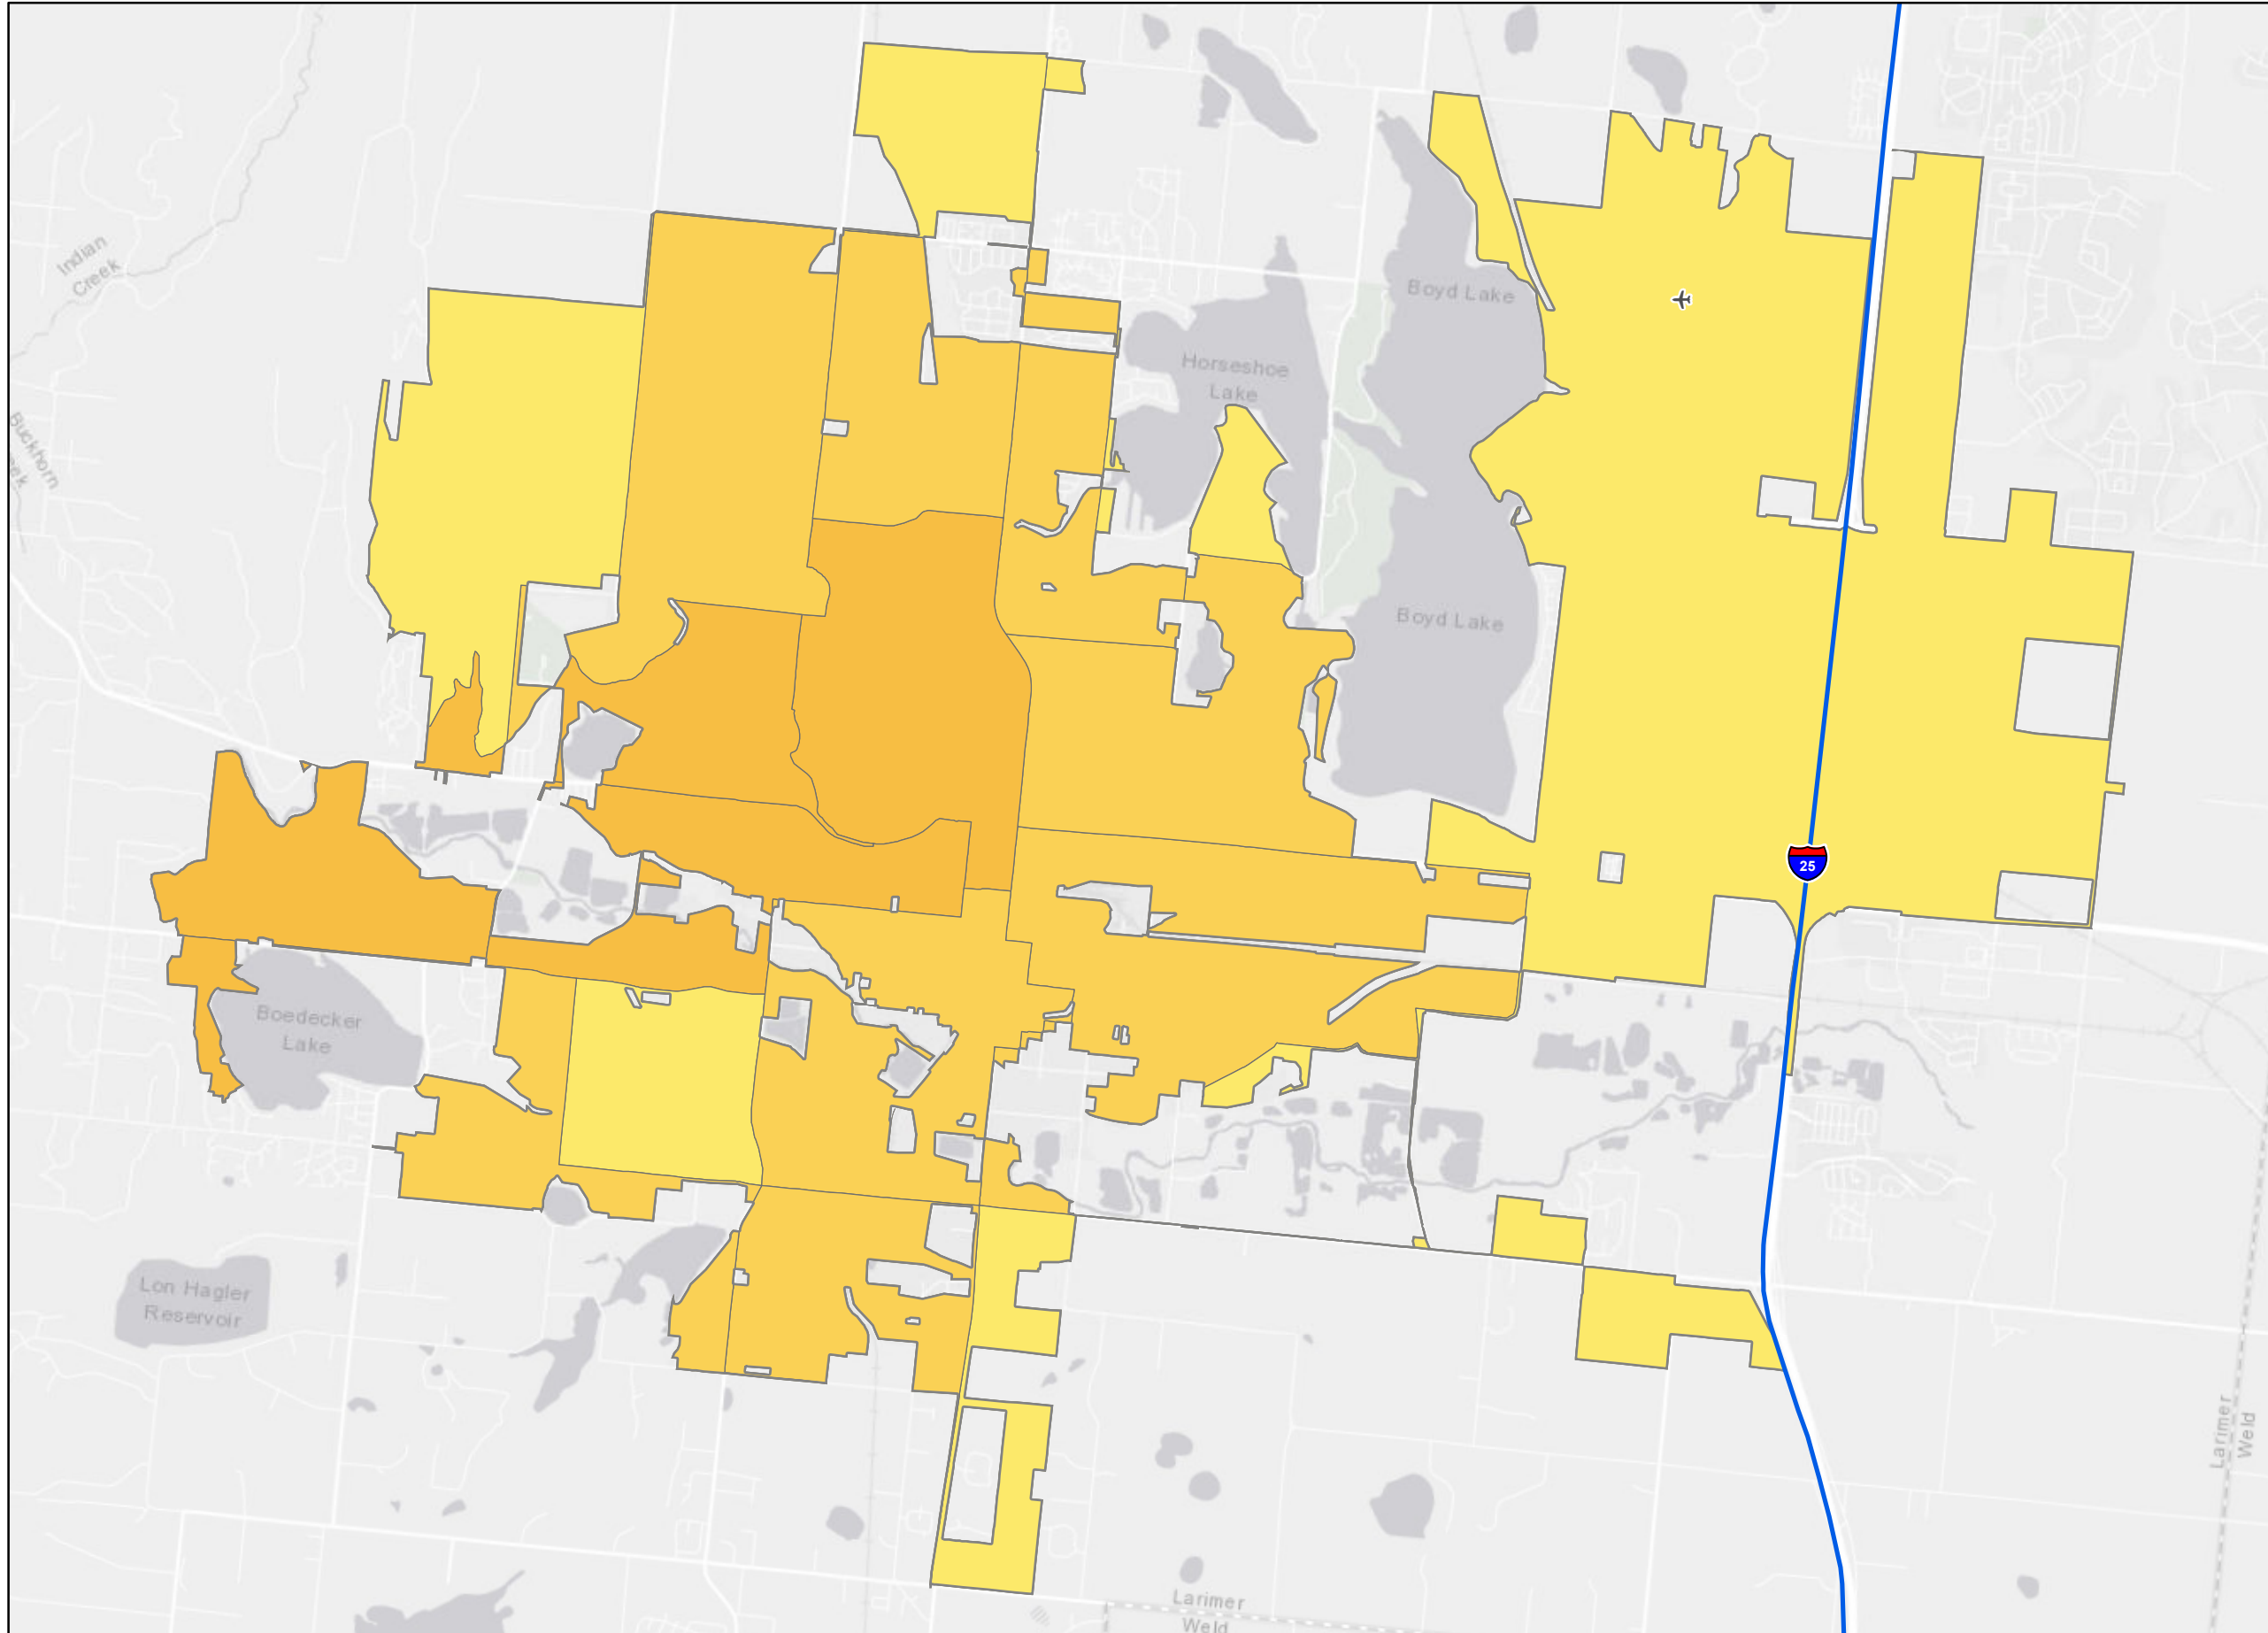 Indian
Creek
Boyd Lake
Horseshoe
Lake
Buckhorn
eek
Boyd Lake
25
Boedecker
Lake
Lon Hagler
Reservoir
Larimer
Weld
Larimer
Weld